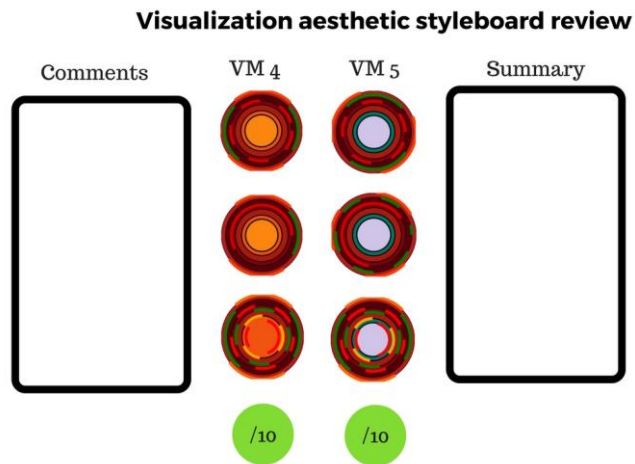 Visualization aesthetic styleboard review
Comments
VM 4
VM 5
Summary
/10
/10